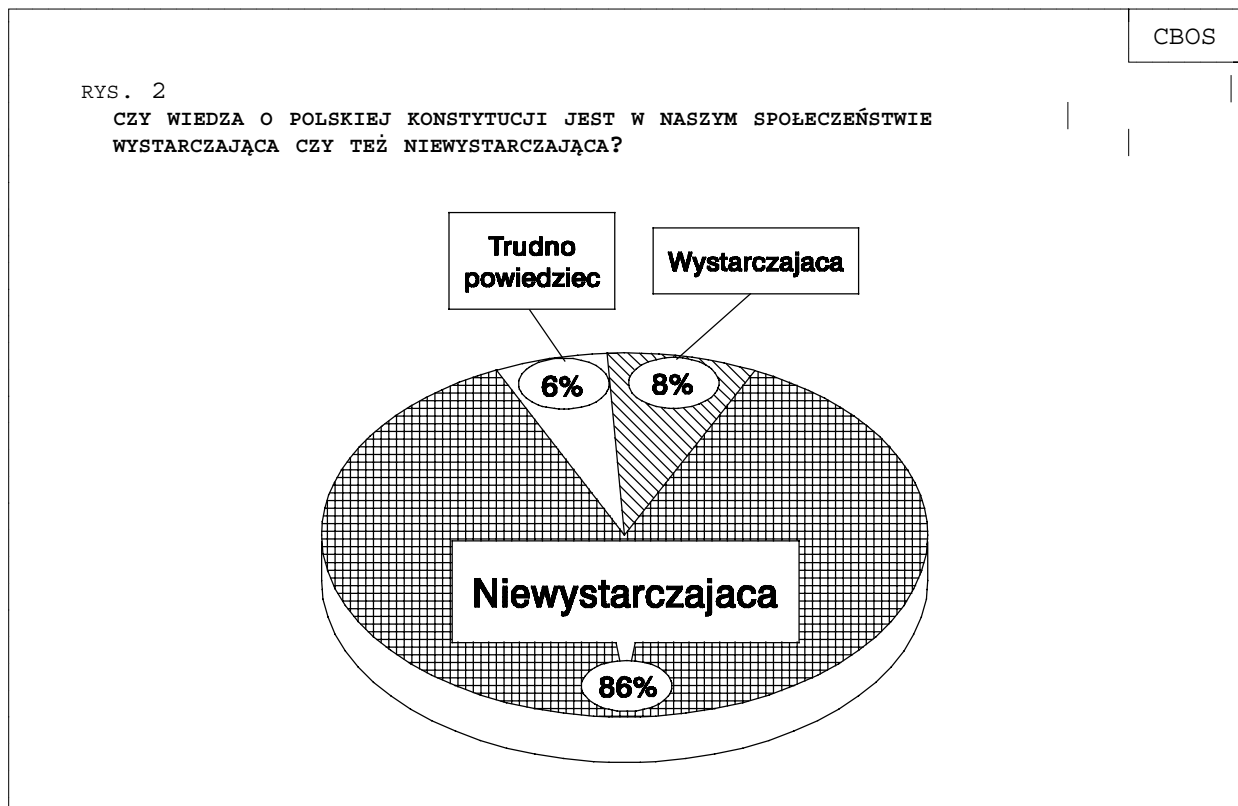 CBOS
RYS. 2
CZY WIEDZA O POLSKIEJ KONSTYTUCJI JEST W NASZYM SPOŁECZEŃSTWIE
WYSTARCZAJĄCA CZY TEŻ NIEWYSTARCZAJĄCA?
Trudno
powiedziec
Wystarczajaca
6%
8%
Niewystarczajaca
86%